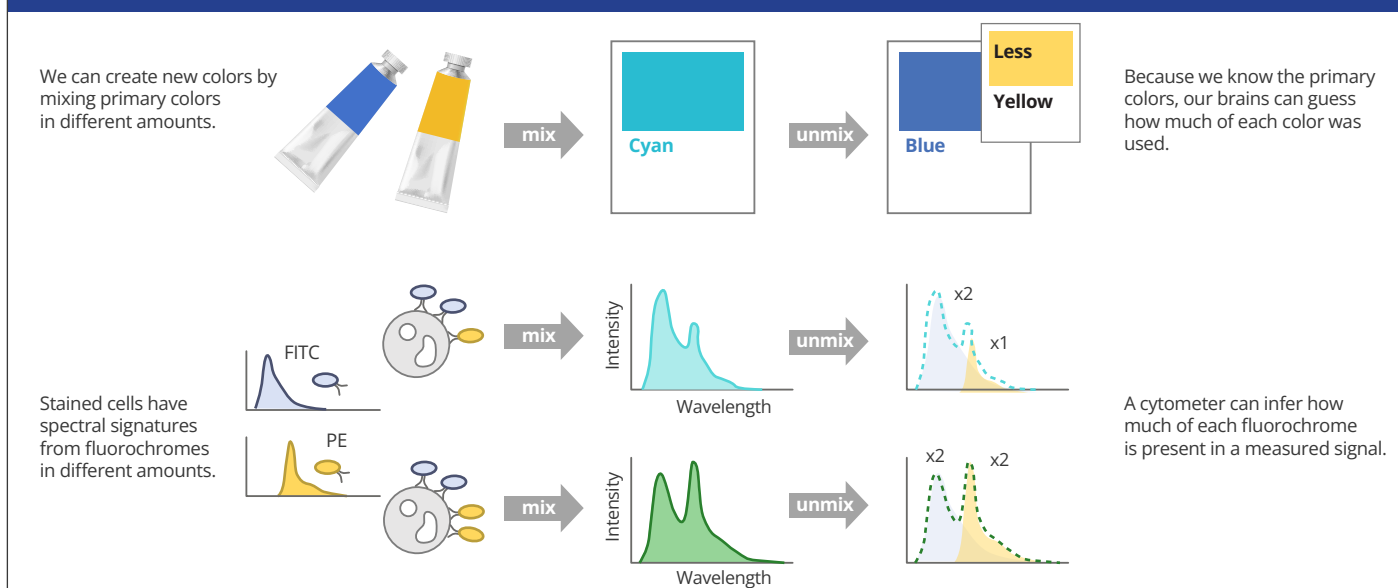 We can create new colors by
mixing primary colors
in different amounts.
mix
Cyan
unmix
Blue
Less
Yellow
Because we know the primary
colors, our brains can guess
how much of each color was
used.
Stained cells have
spectral signatures
from fluorochromes
in different amounts.
FITC
PE
mix
Intensity
Wavelength
unmix
x2
x1
mix
Intensity
Wavelength
unmix
x2
x2
A cytometer can infer how
much of each fluorochrome
is present in a measured signal.